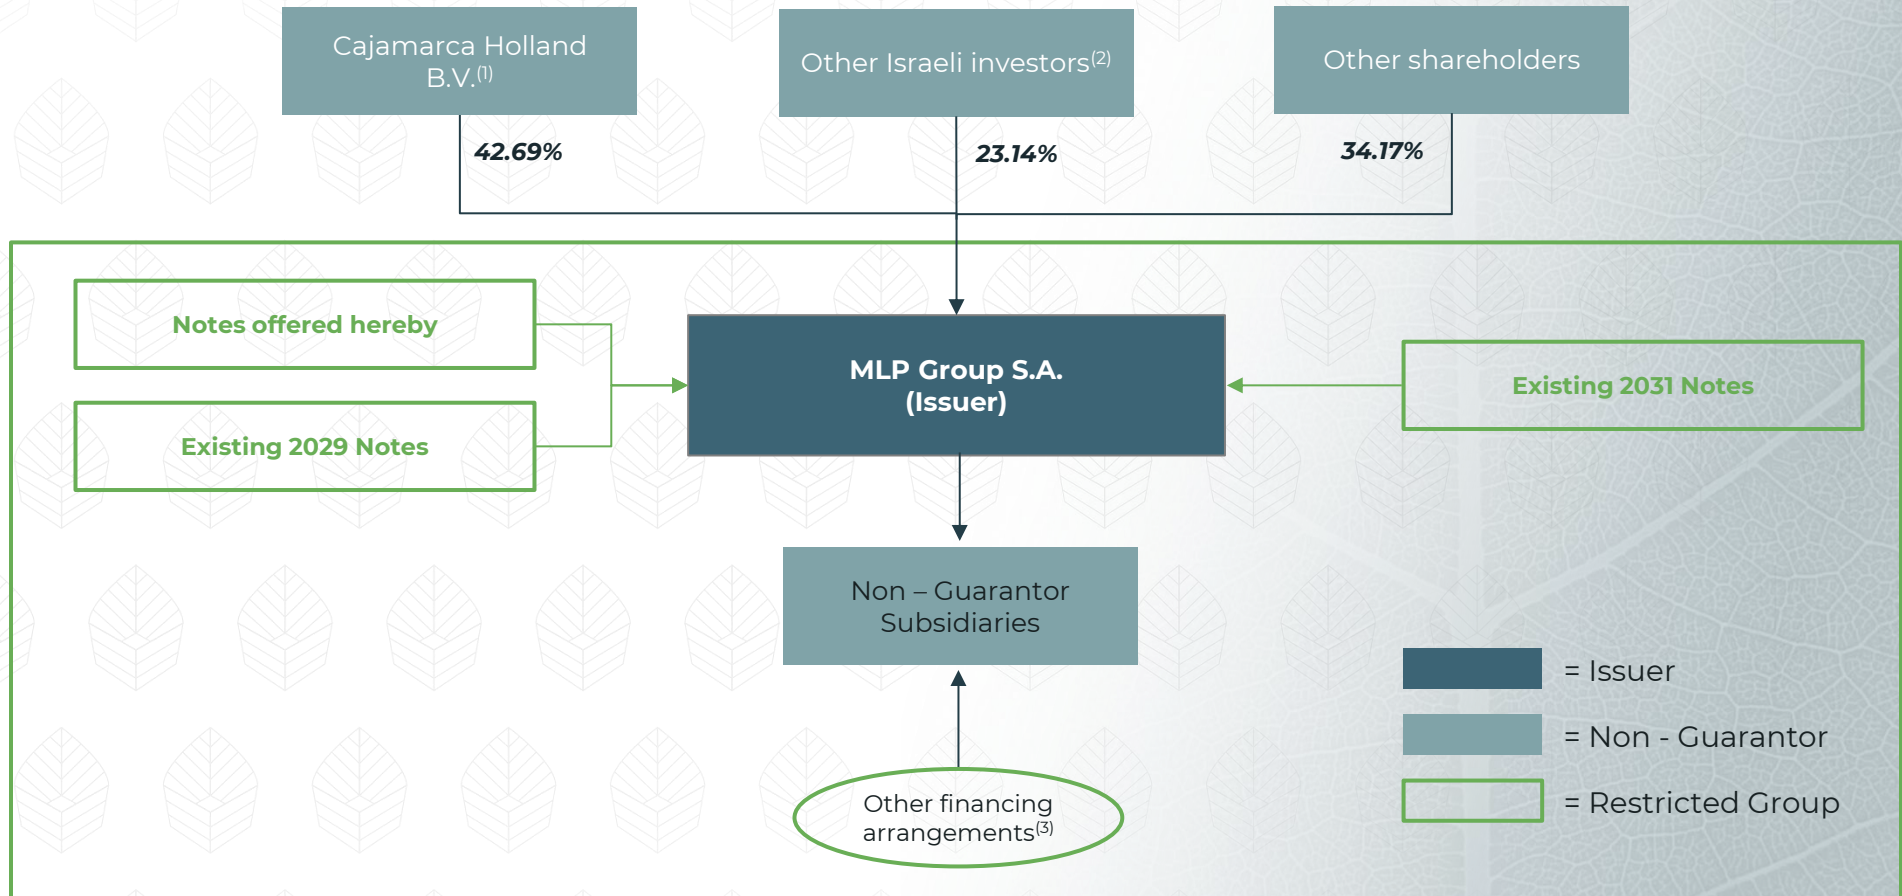 Cajamarca Holland
B.V.(1)
Other Israeli investors(2)
Other shareholders
42.69%
23.14%
34.17%
Notes offered hereby
Existing 2029 Notes
MLP Group S.A.
(Issuer)
Existing 2031 Notes
Non – Guarantor
Subsidiaries
Other financing
arrangements(3)
= Issuer
= Non - Guarantor
= Restricted Group